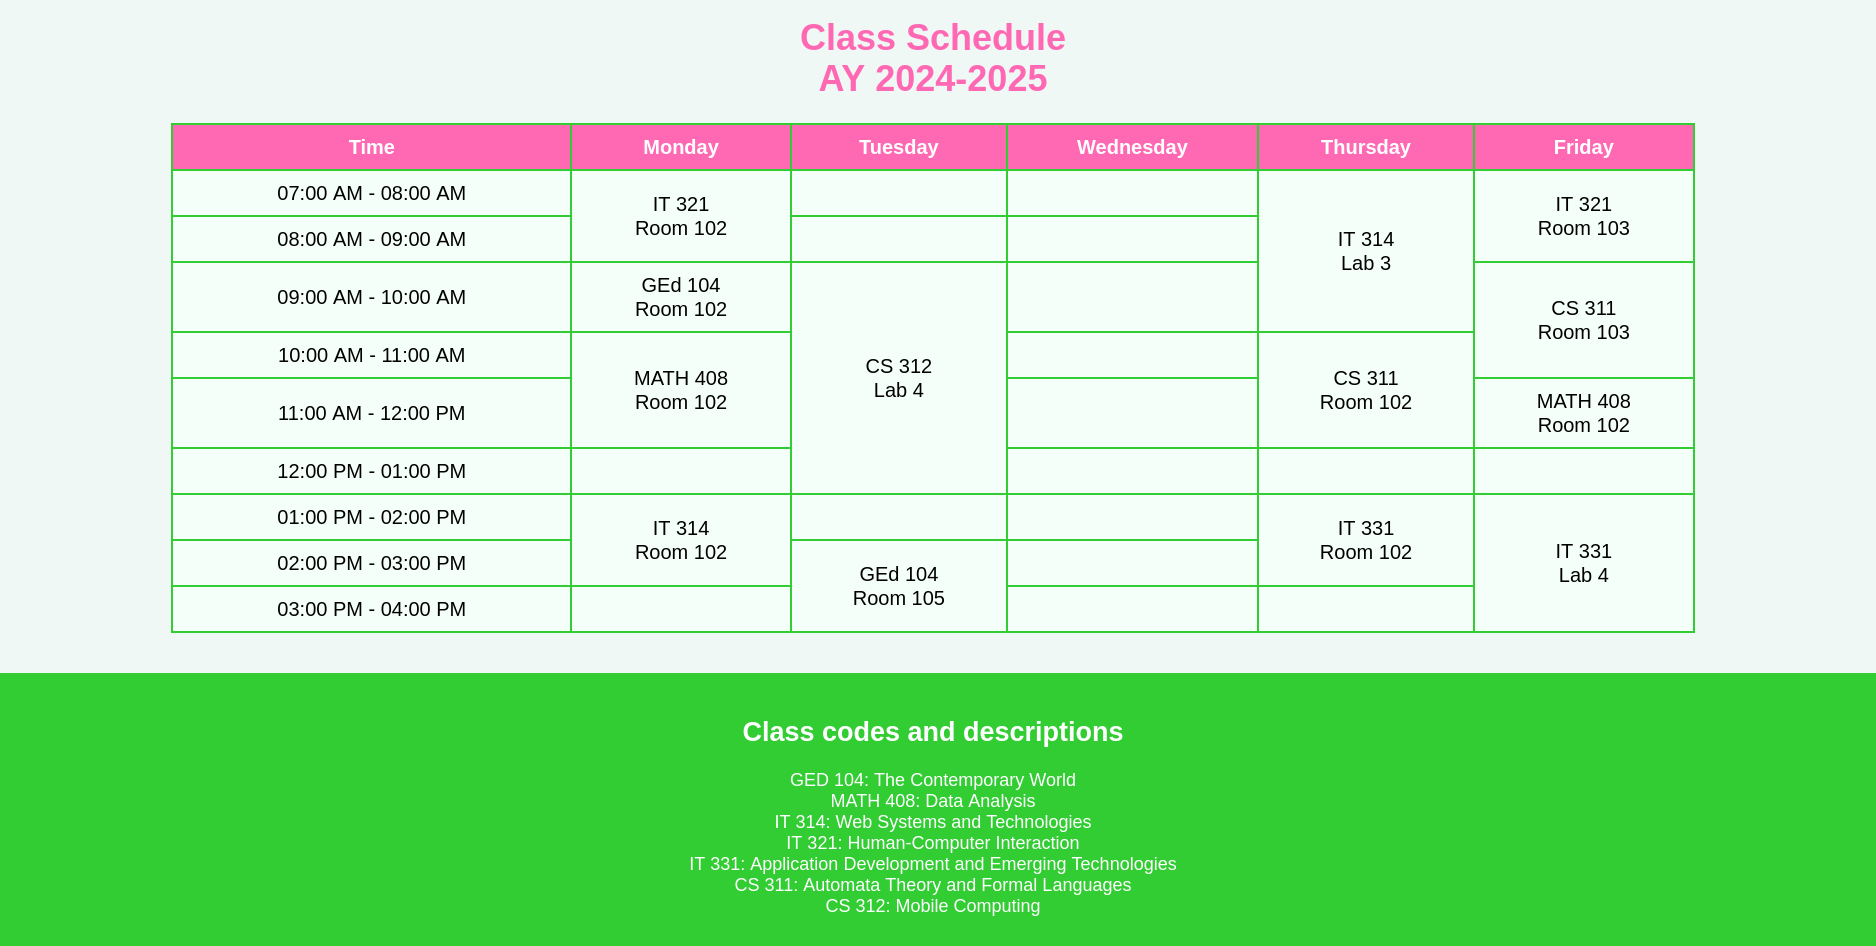 Class Schedule
AY 2024-2025
Time Monday Tuesday Wednesday Thursday Friday
07:00 AM - 08:00 AM
IT 321
Room 102
IT 314
Lab 3
IT 321
Room 103
08:00 AM - 09:00 AM
09:00 AM - 10:00 AM
GEd 104
Room 102
CS 312
Lab 4
CS 311
Room 103
10:00 AM - 11:00 AM
MATH 408
Room 102
CS 311
Room 102
11:00 AM - 12:00 PM
MATH 408
Room 102
12:00 PM - 01:00 PM
01:00 PM - 02:00 PM
IT 314
Room 102
IT 331
Room 102
IT 331
Lab 4
02:00 PM - 03:00 PM
GEd 104
Room 105
03:00 PM - 04:00 PM
Class codes and descriptions
GED 104: The Contemporary World
MATH 408: Data Analysis
IT 314: Web Systems and Technologies
IT 321: Human-Computer Interaction
IT 331: Application Development and Emerging Technologies
CS 311: Automata Theory and Formal Languages
CS 312: Mobile Computing